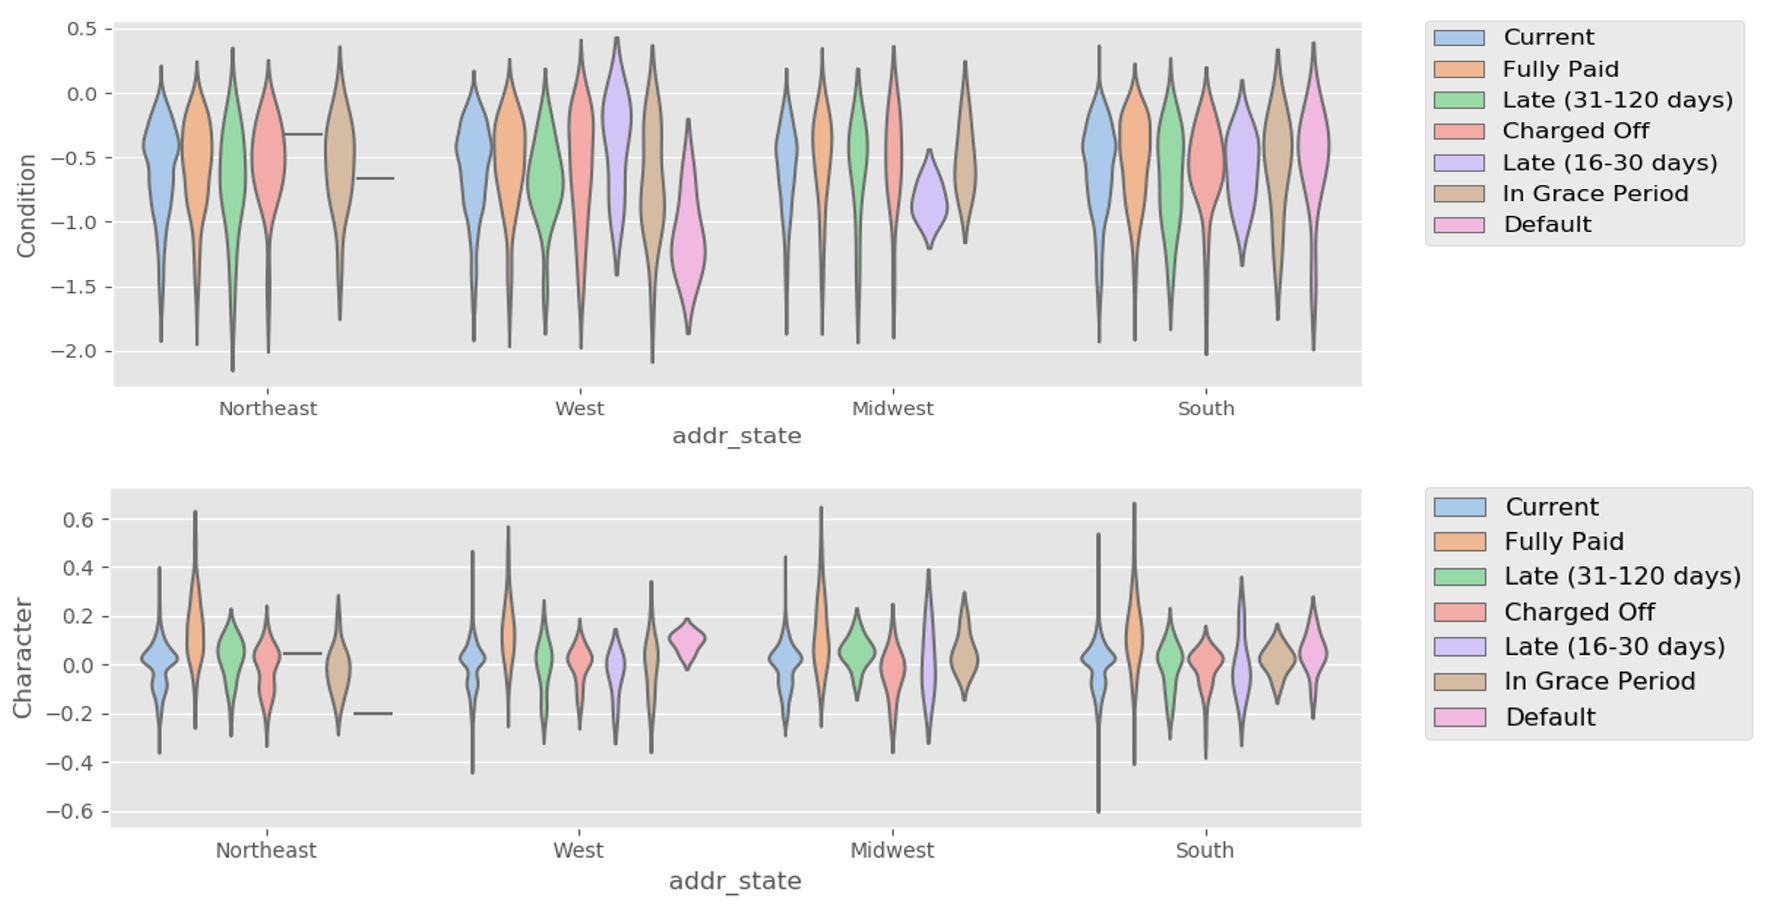 0.5
0.0
−0.5
−1.0
−1.5
−2.0
Condition
Northeast
West
Midwest
South
addr_state
Current
Fully Paid
Late (31-120 days)
Charged Off
Late (16-30 days)
In Grace Period
Default
0.6
0.4
0.2
0.0
−0.2
−0.4
−0.6
Character
Northeast
West
Midwest
South
addr_state
Current
Fully Paid
Late (31-120 days)
Charged Off
Late (16-30 days)
In Grace Period
Default